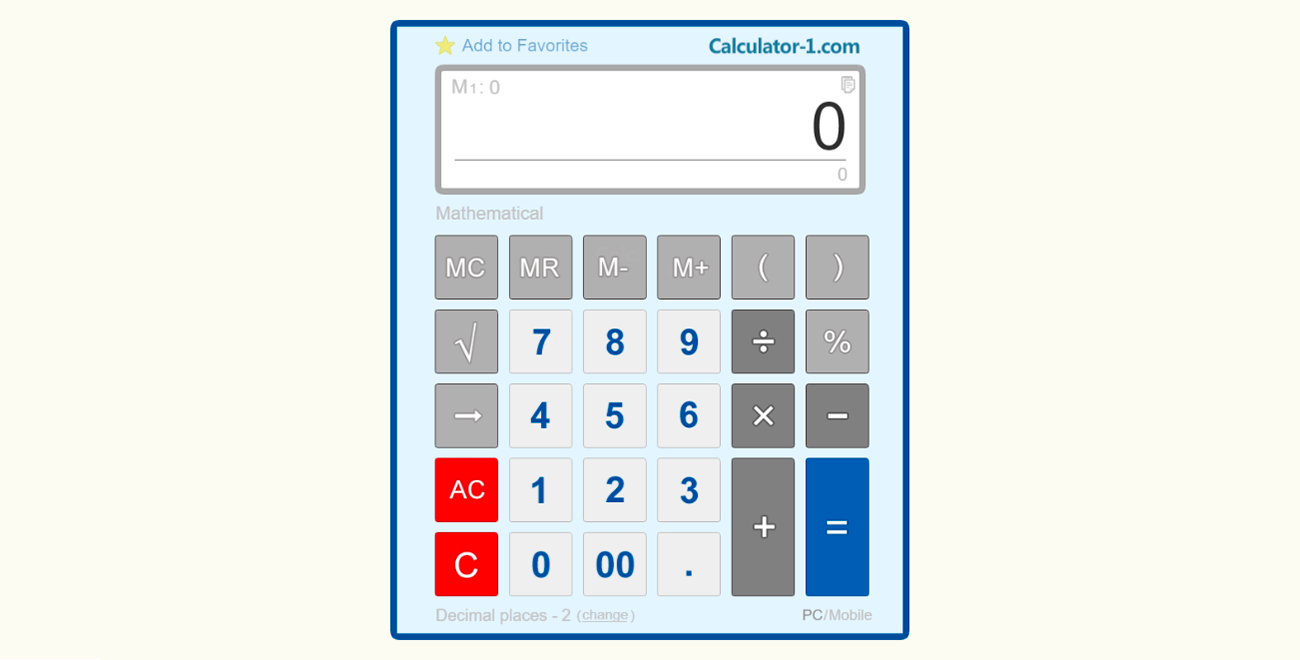 Add to Favorites Calculator-1.com
M1: 0
0
0
Mathematical
MC MR M- M+ ( )
√ 7 8 9 ÷ %
→ 4 5 6 × −
AC 1 2 3
+ =
C 0 00 .
Decimal places - 2 (change) PC/Mobile